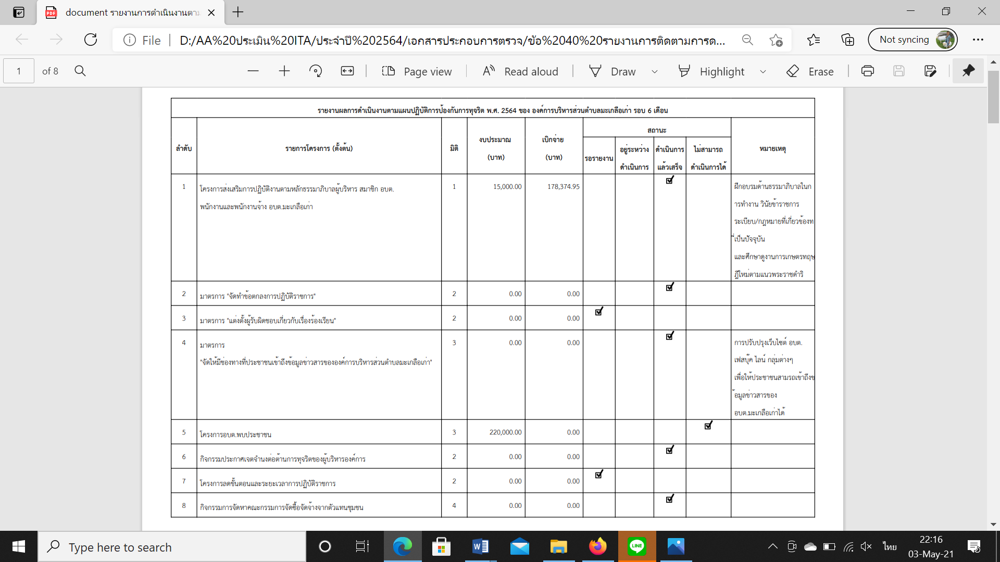 document รายงานการดำเนินงานตาม
File
D:/AA%20ประเมิน%20ITA/ประจำปี%202564/เอกสารประกอบการตรวจ/ข้อ%2040%20รายงานการติดตามการด...
Not syncing
1 of 8
Page view
Read aloud
Draw
Highlight
Erase
รายงานผลการดำเนินงานตามแผนปฏิบัติการป้องกันการทุจริต พ.ศ. 2564 ของ องค์การบริหารส่วนตำบลมะเกลือเก่า รอบ 6 เดือน
ลำดับ
รายการโครงการ (ตั้งต้น)
มิติ
งบประมาณ
(บาท)
เบิกจ่าย
(บาท)
สถานะ
รอรายงาน
อยู่ระหว่าง
ดำเนินการ
ดำเนินการ
แล้วเสร็จ
ไม่สามารถ
ดำเนินการได้
หมายเหตุ
1
โครงการส่งเสริมการปฏิบัติงานตามหลักธรรมาภิบาลผู้บริหาร สมาชิก อบต.
พนักงานและพนักงานจ้าง อบต.มะเกลือเก่า
1
15,000.00
178,374.95
ฝึกอบรมด้านธรรมาภิบาลในก
ารทำงาน วินัยข้าราชการ
ระเบียบ/กฎหมายที่เกี่ยวข้องท
ี่เป็นปัจจุบัน
และศึกษาดูงานการเกษตรทฤษ
ฎีใหม่ตามแนวพระราชดำริ
2
มาตรการ "จัดทำข้อตกลงการปฏิบัติราชการ"
2
0.00
0.00
3
มาตรการ "แต่งตั้งผู้รับผิดชอบเกี่ยวกับเรื่องร้องเรียน"
2
0.00
0.00
4
มาตรการ
"จัดให้มีช่องทางที่ประชาชนเข้าถึงข้อมูลข่าวสารขององค์การบริหารส่วนตำบลมะเกลือเก่า"
3
0.00
0.00
การปรับปรุงเว็บไซต์ อบต.
เฟสบุ๊ค ไลน์ กลุ่มต่างๆ
เพื่อให้ประชาชนสามรถเข้าถึงข
้อมูลข่าวสารของ
อบต.มะเกลือเก่าได้
5
โครงการอบต.พบประชาชน
3
220,000.00
0.00
6
กิจกรรมประกาศเจตจำนงต่อต้านการทุจริตของผู้บริหารองค์การ
2
0.00
0.00
7
โครงการลดขั้นตอนและระยะเวลาการปฏิบัติราชการ
2
0.00
0.00
8
กิจกรรมการจัดหาคณะกรรมการจัดซื้อจัดจ้างจากตัวแทนชุมชน
4
0.00
0.00
Type here to search
LINE
ไทย
22:16
03-May-21